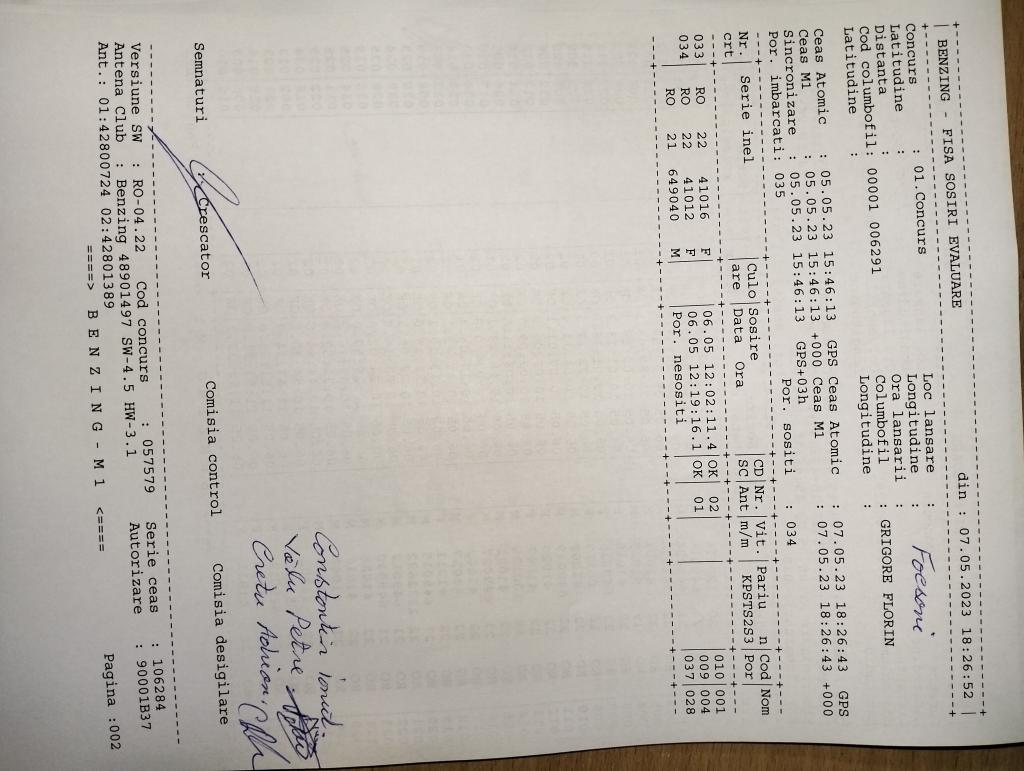 +-----------------------------------------------------------------------------+
| BENZING - FISA SOSIRI EVALUARE din : 07.05.2023 18:26:52 |
+-----------------------------------------------------------------------------+
Concurs : 01.Concurs Loc lansare : Focsani
Latitudine : Longitudine :
Distanta : Ora lansarii :
Cod columbofil: 00001 006291 Columbofil : GRIGORE FLORIN
Latitudine : Longitudine :
Ceas Atomic : 05.05.23 15:46:13 GPS Ceas Atomic : 07.05.23 18:26:43 GPS
Ceas M1 : 05.05.23 15:46:13 +000 Ceas M1 : 07.05.23 18:26:43 +000
Sincronizare : 05.05.23 15:46:13 GPS+03h
Por. imbarcati: 035 Por. sositi : 034
Nr. | Serie inel |Culo|Sosire |CD|Nr.|Vit.|Pariu n|Cod|Nom
crt | |are |Data Ora |SC|Ant|m/m | KPSTS2S3|Por|
033 RO 22 41016 F | |06.05 12:02:11.4|OK| 02| | |010|001
034 RO 22 41012 F | |06.05 12:19:16.1|OK| 01| | |009|004
RO 21 649040 M | |Por. nesositi | | | | |037|028
Constantin Ionut
Vâlcu Petre
Cretu Adrian
Semnaturi Crescator Comisia control Comisia desigilare
Versiune SW : RO-04.22 Cod concurs : 057579 Serie ceas : 106284
Antena Club : Benzing 48901497 SW-4.5 HW-3.1 Autorizare : 90001B37
Ant.: 01:42800724 02:42801389
====> B E N Z I N G - M 1 <==== Pagina :002